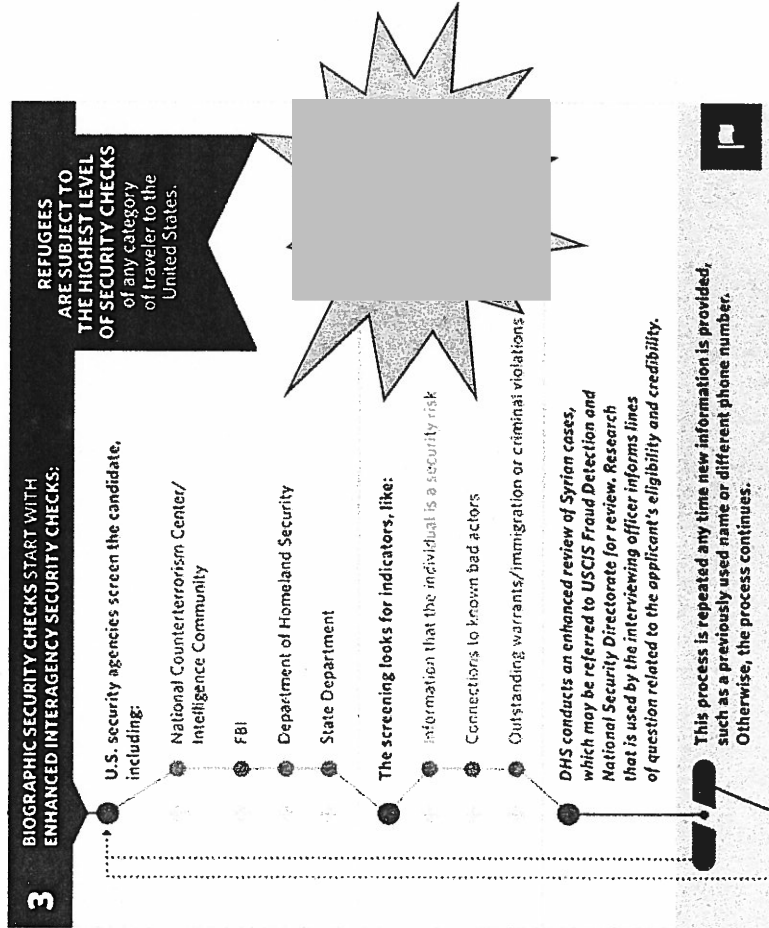 3
BIOGRAPHIC SECURITY CHECKS START WITH
ENHANCED INTERAGENCY SECURITY CHECKS:
REFUGEES
ARE SUBJECT TO
THE HIGHEST LEVEL
OF SECURITY CHECKS
of any category
of traveler to the
United States.
U.S. security agencies screen the candidate,
including:
National Counterterrorism Center/
Intelligence Community
FBI
Department of Homeland Security
State Department
The screening looks for indicators, like:
Information that the individual is a security risk
Connections to known bad actors
Outstanding warrants/immigration or criminal violations
DHS conducts an enhanced review of Syrian cases,
which may be referred to USCIS Fraud Detection and
National Security Directorate for review. Research
that is used by the interviewing officer informs lines
of question related to the applicant's eligibility and credibility.
This process is repeated any time new information is provided,
such as a previously used name or different phone number.
Otherwise, the process continues.